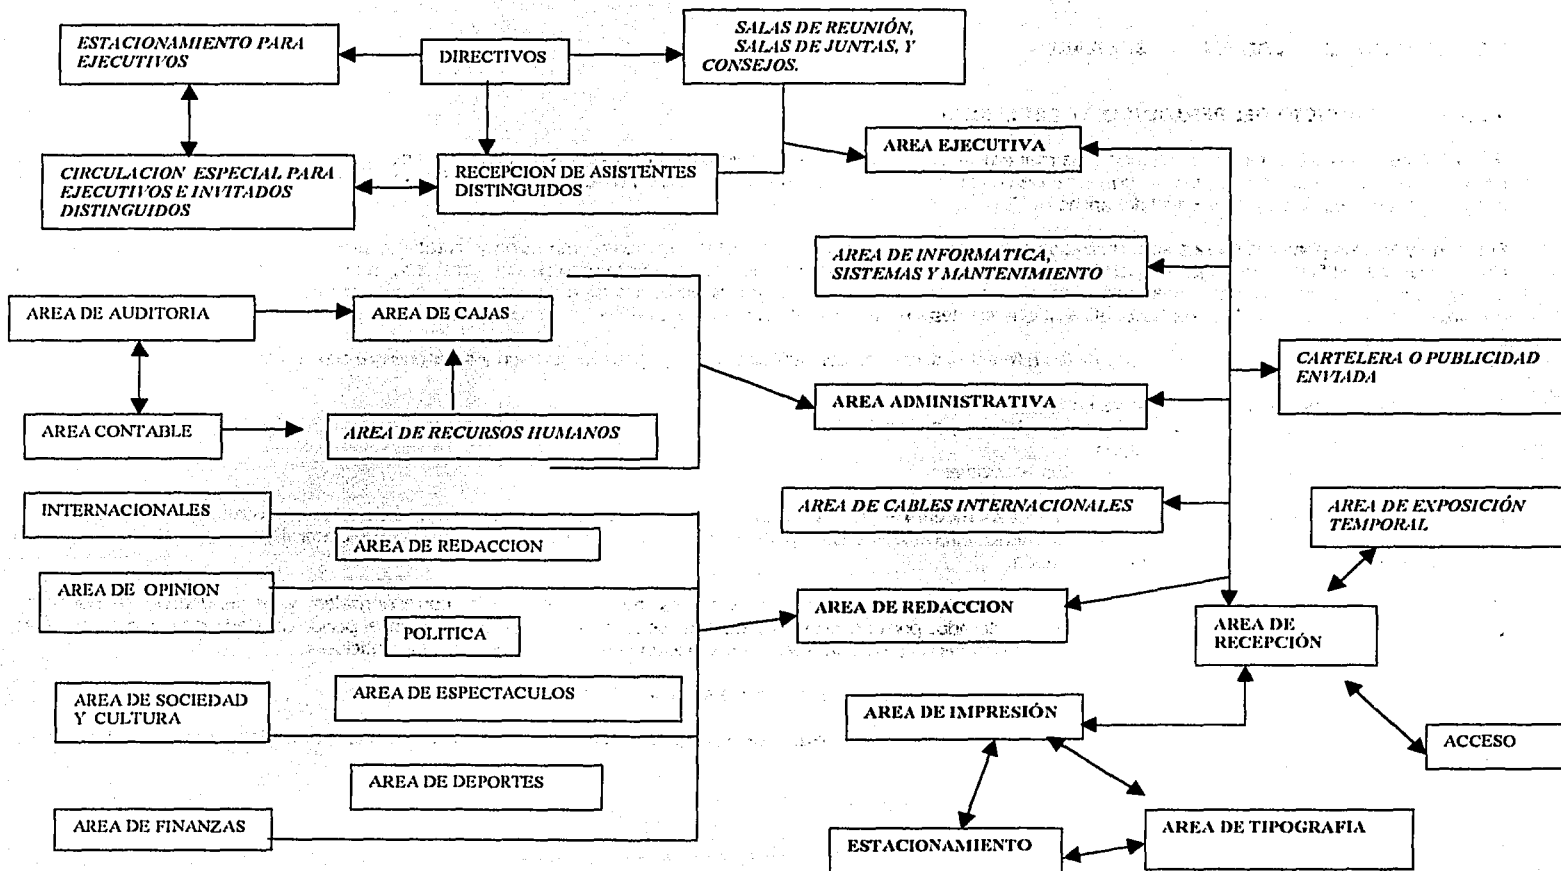 ESTACIONAMIENTO PARA
EJECUTIVOS
DIRECTIVOS
SALAS DE REUNIÓN,
SALAS DE JUNTAS, Y
CONSEJOS.
AREA EJECUTIVA
CIRCULACION ESPECIAL PARA
EJECUTIVOS E INVITADOS
DISTINGUIDOS
RECEPCION DE ASISTENTES
DISTINGUIDOS
AREA DE INFORMATICA,
SISTEMAS Y MANTENIMIENTO
AREA DE AUDITORIA
AREA DE CAJAS
CARTELERA O PUBLICIDAD
ENVIADA
AREA ADMINISTRATIVA
AREA CONTABLE
AREA DE RECURSOS HUMANOS
INTERNACIONALES
AREA DE CABLES INTERNACIONALES
AREA DE EXPOSICIÓN
TEMPORAL
AREA DE REDACCION
AREA DE OPINION
AREA DE REDACCION
POLITICA
AREA DE
RECEPCIÓN
AREA DE SOCIEDAD
Y CULTURA
AREA DE ESPECTACULOS
AREA DE IMPRESIÓN
ACCESO
AREA DE DEPORTES
AREA DE FINANZAS
ESTACIONAMIENTO
AREA DE TIPOGRAFIA